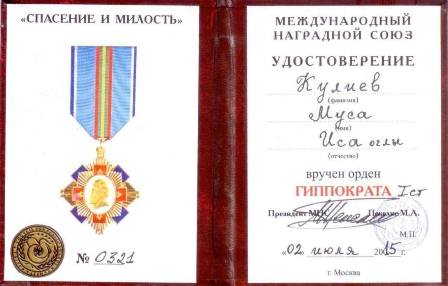 «СПАСЕНИЕ И МИЛОСТЬ»
№ 0321
МЕЖДУНАРОДНЫЙ
НАГРАДНОЙ СОЮЗ
УДОСТОВЕРЕНИЕ
Кулиев
(фамилия)
Муса
(имя)
Иса оглы
(отчество)
вручен орден
ГИППОКРАТА I ст
Президент МНС Пекелис М.А.
М.П.
«02» июля 2015 г.
г. Москва